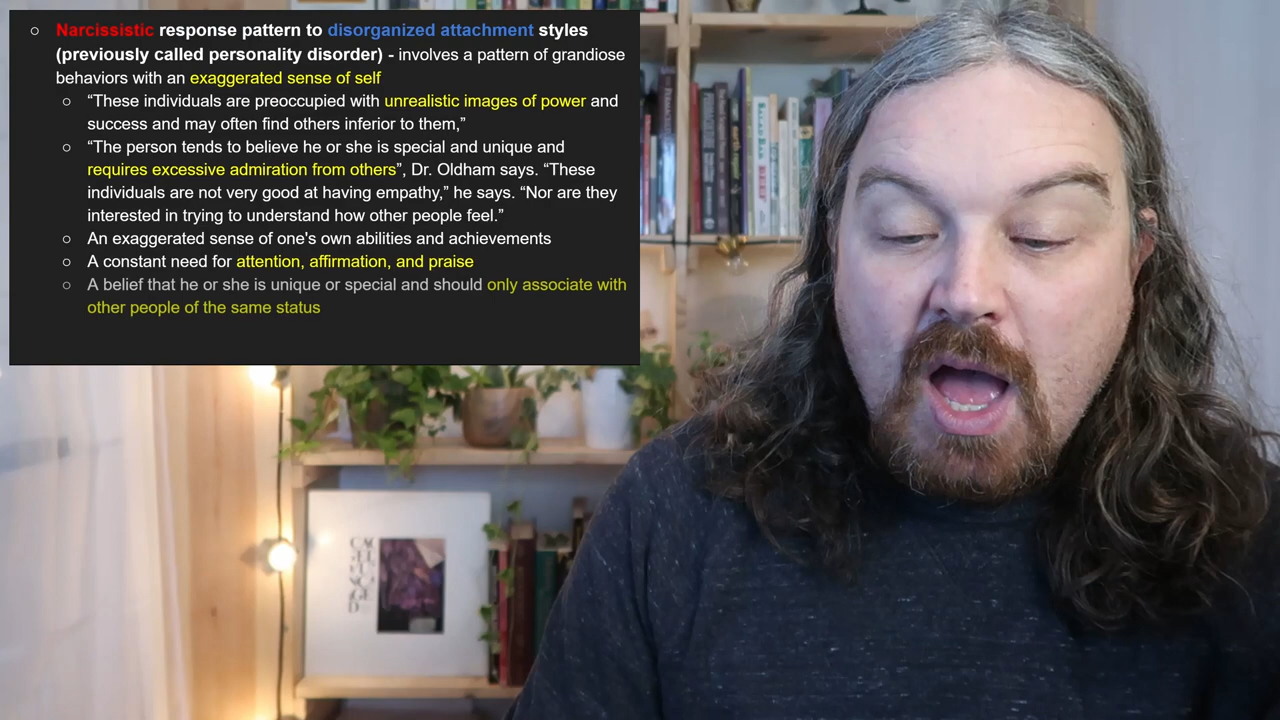 ○ Narcissistic response pattern to disorganized attachment styles
(previously called personality disorder) - involves a pattern of grandiose
behaviors with an exaggerated sense of self
○ “These individuals are preoccupied with unrealistic images of power and
success and may often find others inferior to them,”
○ “The person tends to believe he or she is special and unique and
requires excessive admiration from others”, Dr. Oldham says. “These
individuals are not very good at having empathy,” he says. “Nor are they
interested in trying to understand how other people feel.”
○ An exaggerated sense of one's own abilities and achievements
○ A constant need for attention, affirmation, and praise
○ A belief that he or she is unique or special and should only associate with
other people of the same status
SALAD BAR
BEEF